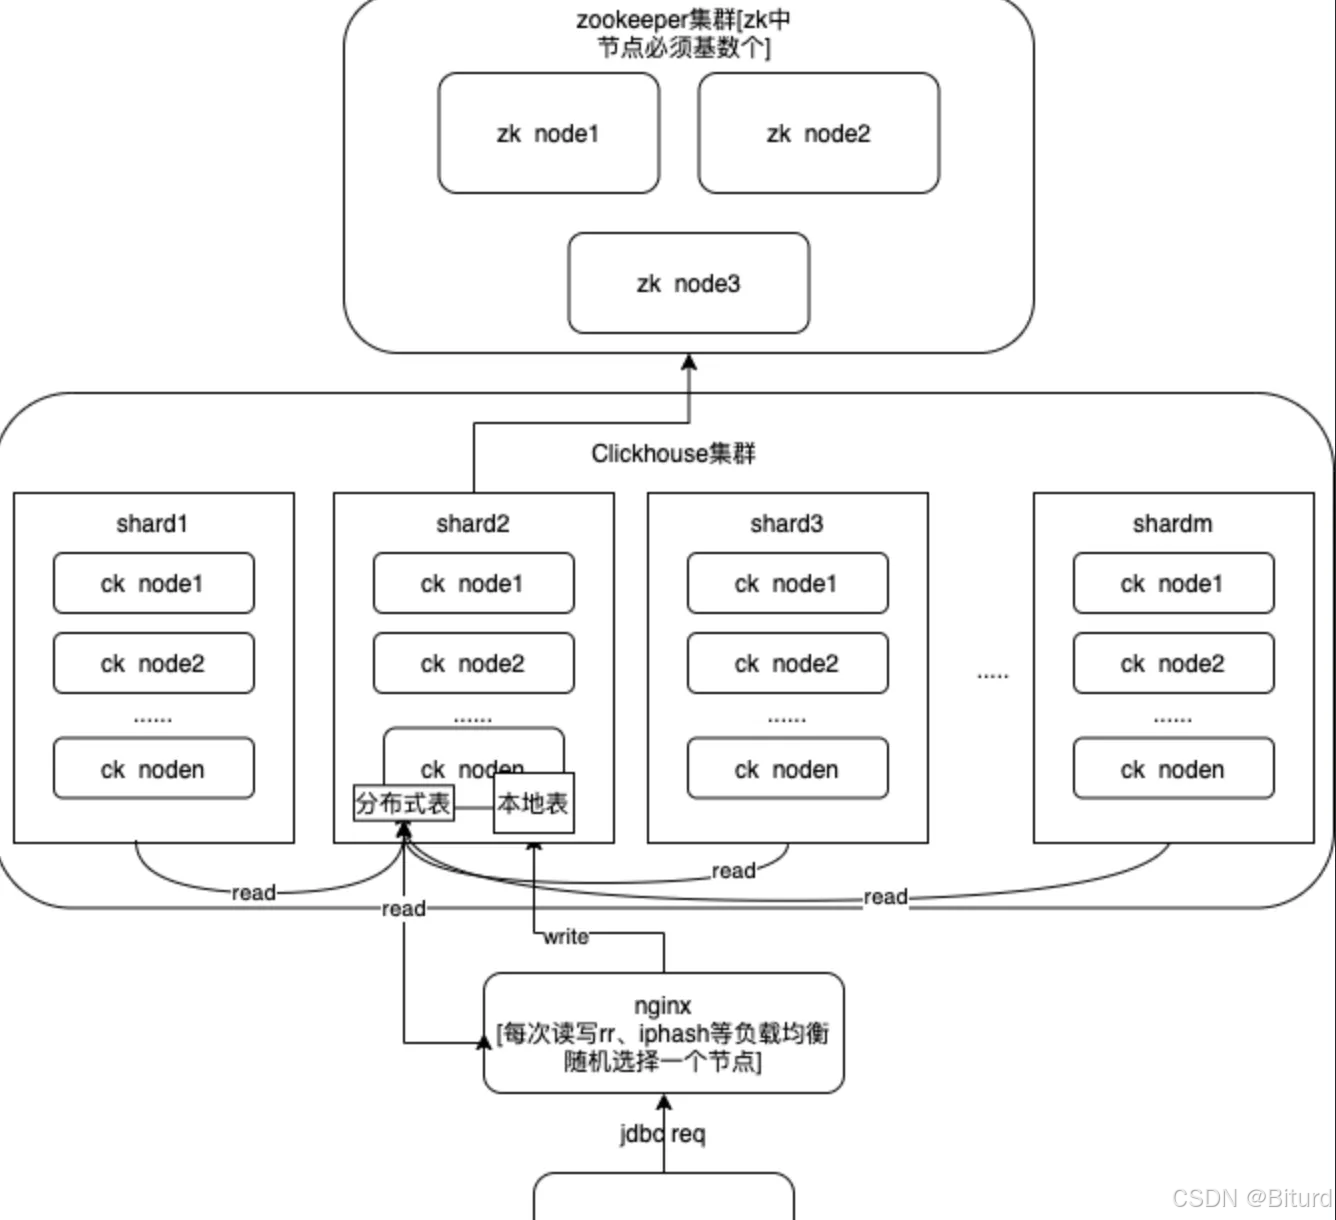 zookeeper集群[zk中
节点必须基数个]
zk node1
zk node2
zk node3
Clickhouse集群
shard1
ck node1
ck node2
......
ck noden
shard2
ck node1
ck node2
......
ck noden
分布式表
本地表
shard3
ck node1
ck node2
......
ck noden
.....
shardm
ck node1
ck node2
......
ck noden
read
read
read
read
write
nginx
[每次读写rr、iphash等负载均衡
随机选择一个节点]
jdbc req
CSDN @Biturd